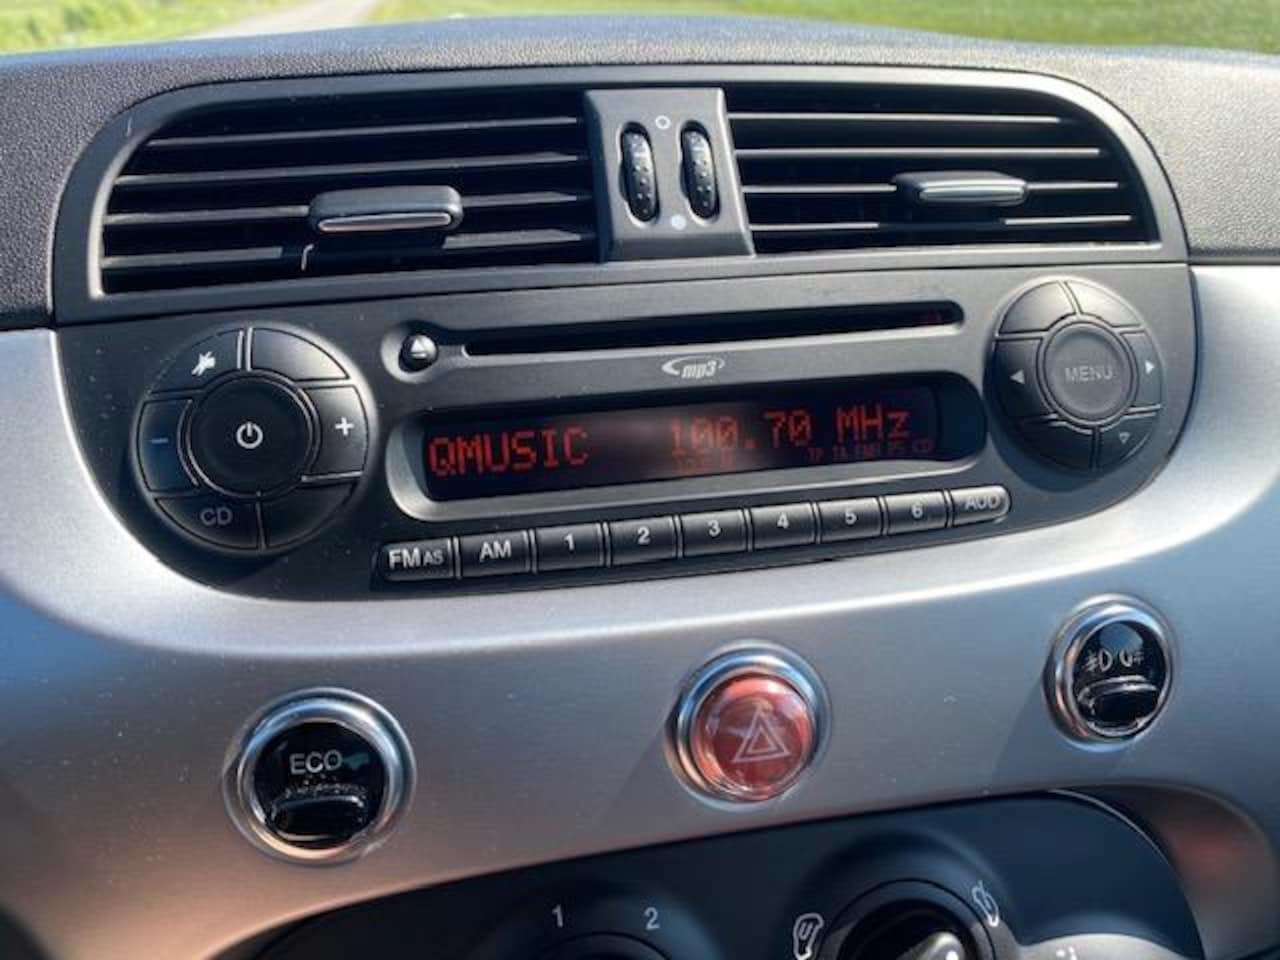 mp3
MENU
QMUSIC 100.70 MHz
CD
FM AS AM 1 2 3 4 5 6 AUD
ECO
1 2